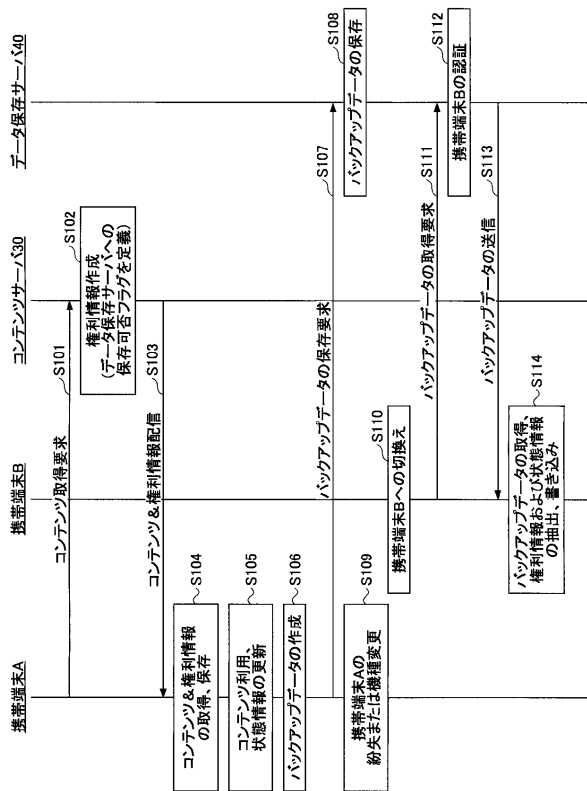 携帯端末A
携帯端末B
コンテンツサーバ30
データ保存サーバ40
S101
コンテンツ取得要求
S102
権利情報作成
(データ保存サーバへの
保存可否フラグを定義)
S103
コンテンツ&権利情報配信
S104
コンテンツ&権利情報
の取得、保存
S105
コンテンツ利用、
状態情報の更新
S106
バックアップデータの作成
S107
バックアップデータの保存要求
S108
バックアップデータの保存
S109
携帯端末Aの
紛失または機種変更
S110
携帯端末Bへの切換え
S111
バックアップデータの取得要求
S112
携帯端末Bの認証
S113
バックアップデータの送信
S114
バックアップデータの取得、
権利情報および状態情報
の抽出、書き込み